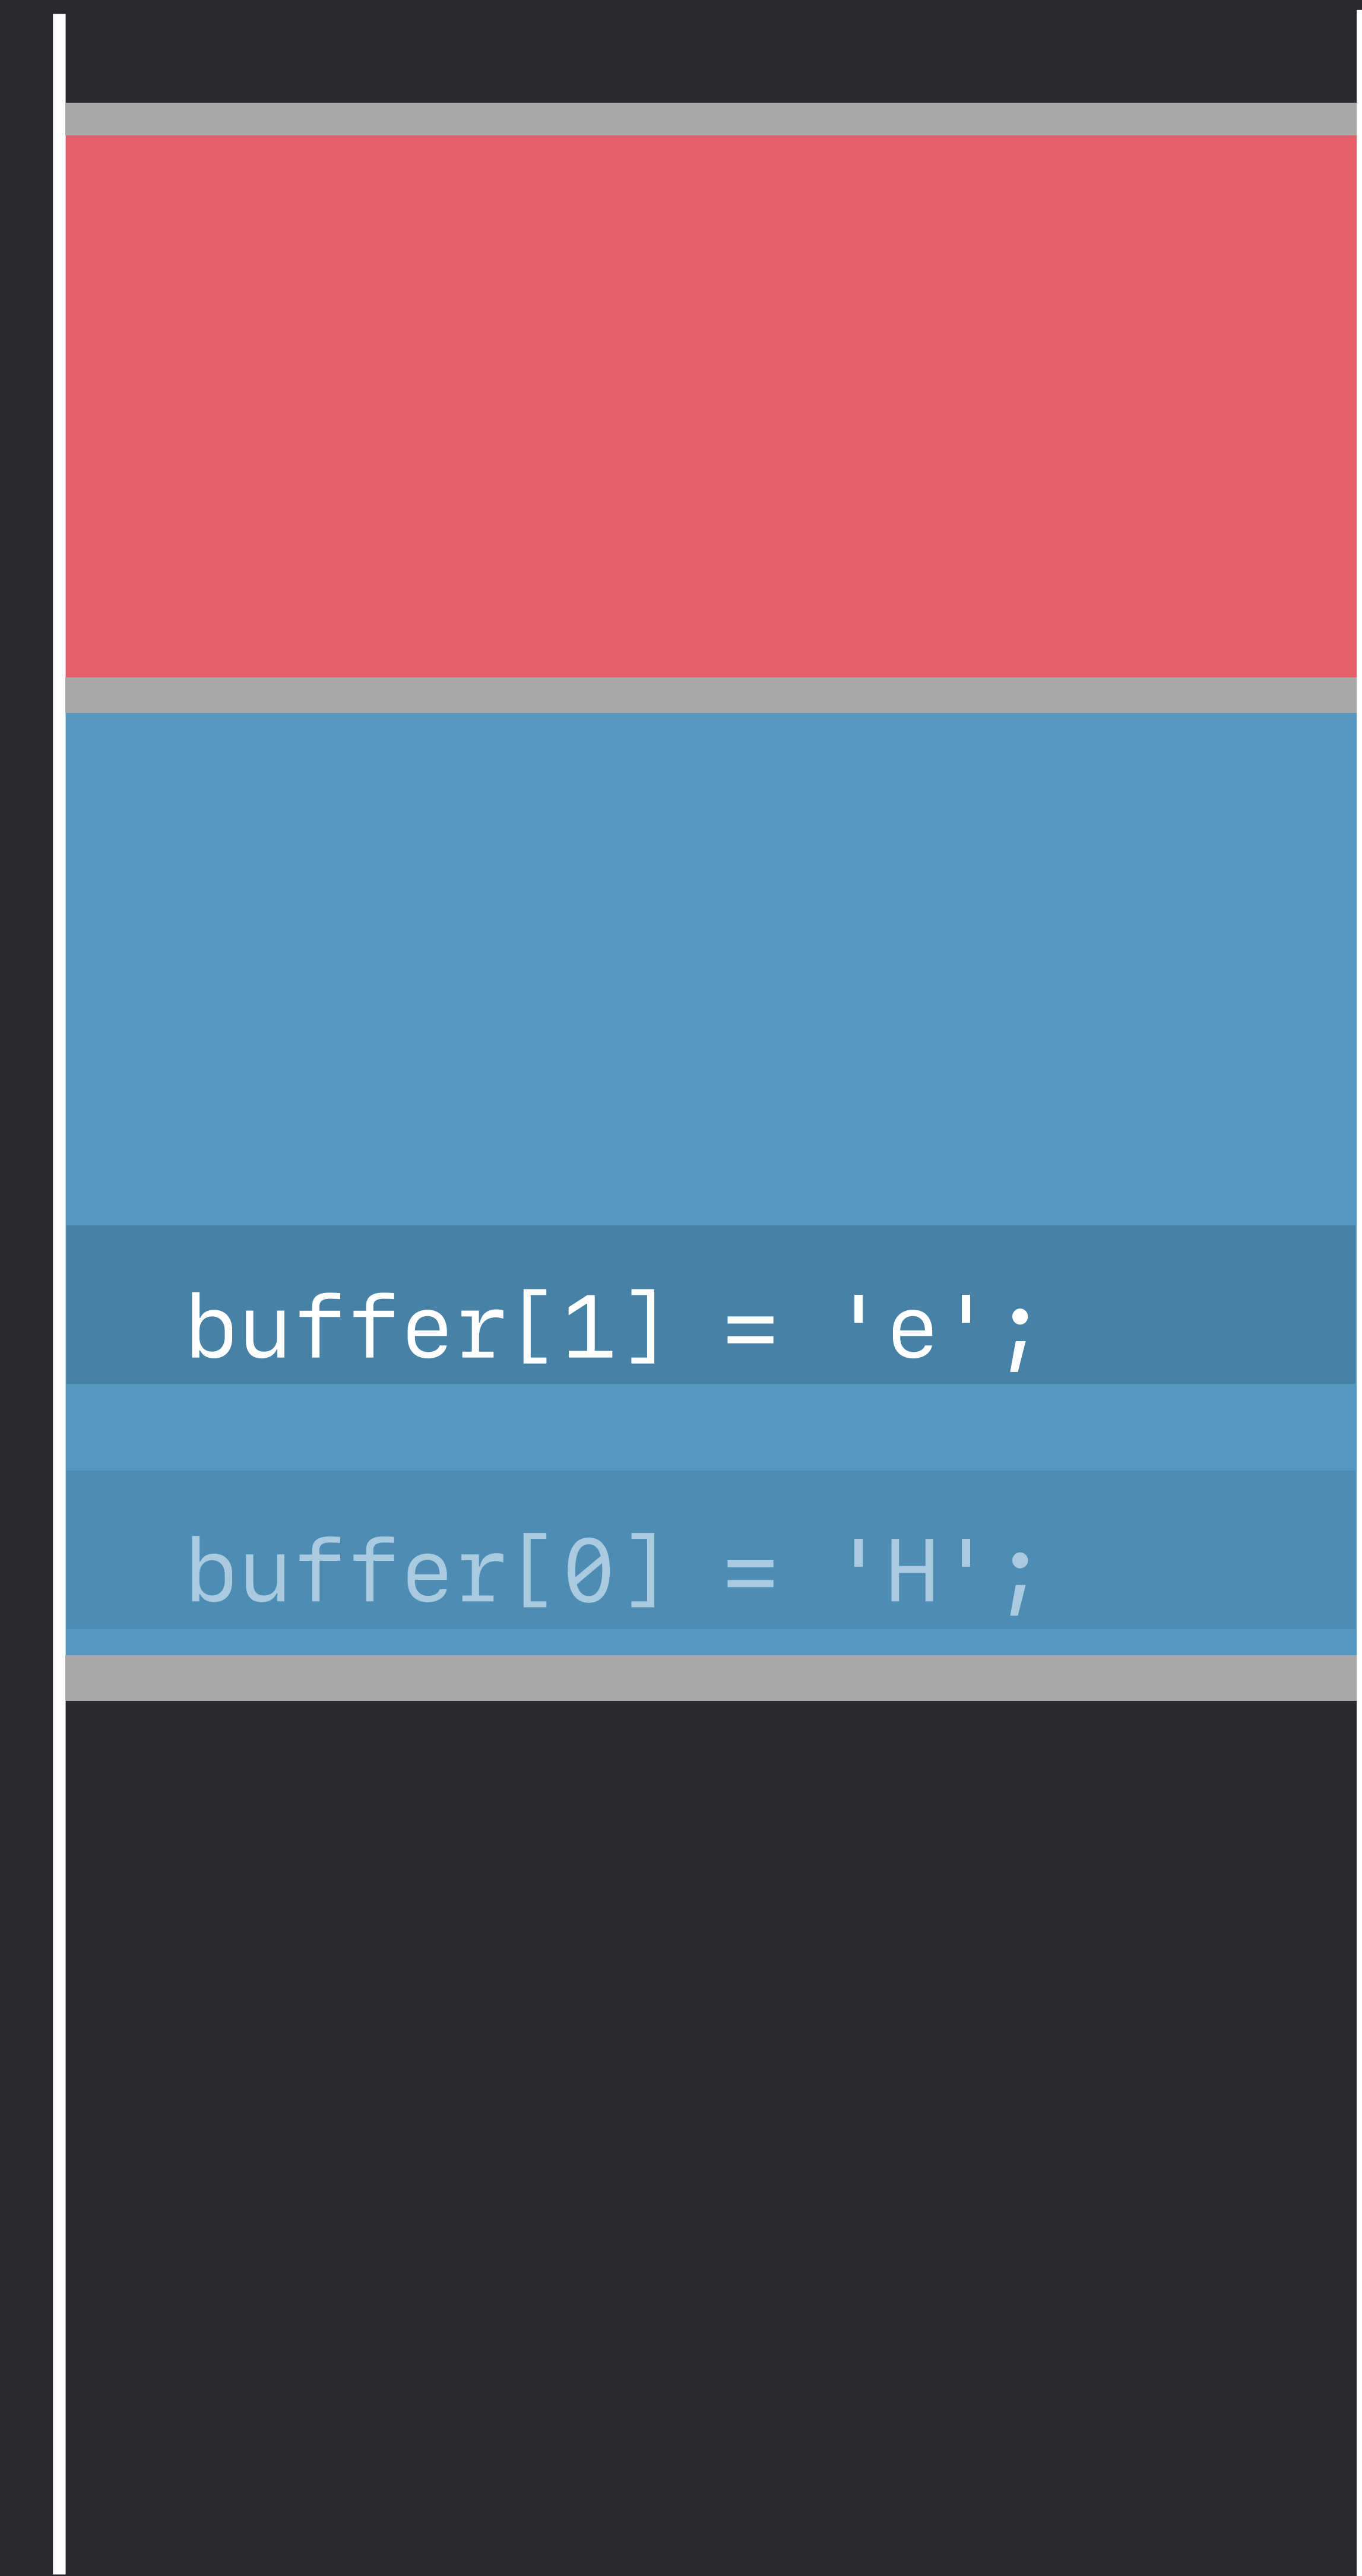 buffer[1] = 'e';
buffer[0] = 'H';